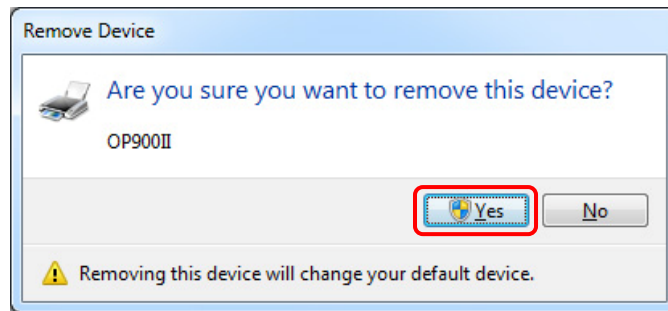 Remove Device
Are you sure you want to remove this device?
OP900II
Yes
No
Removing this device will change your default device.